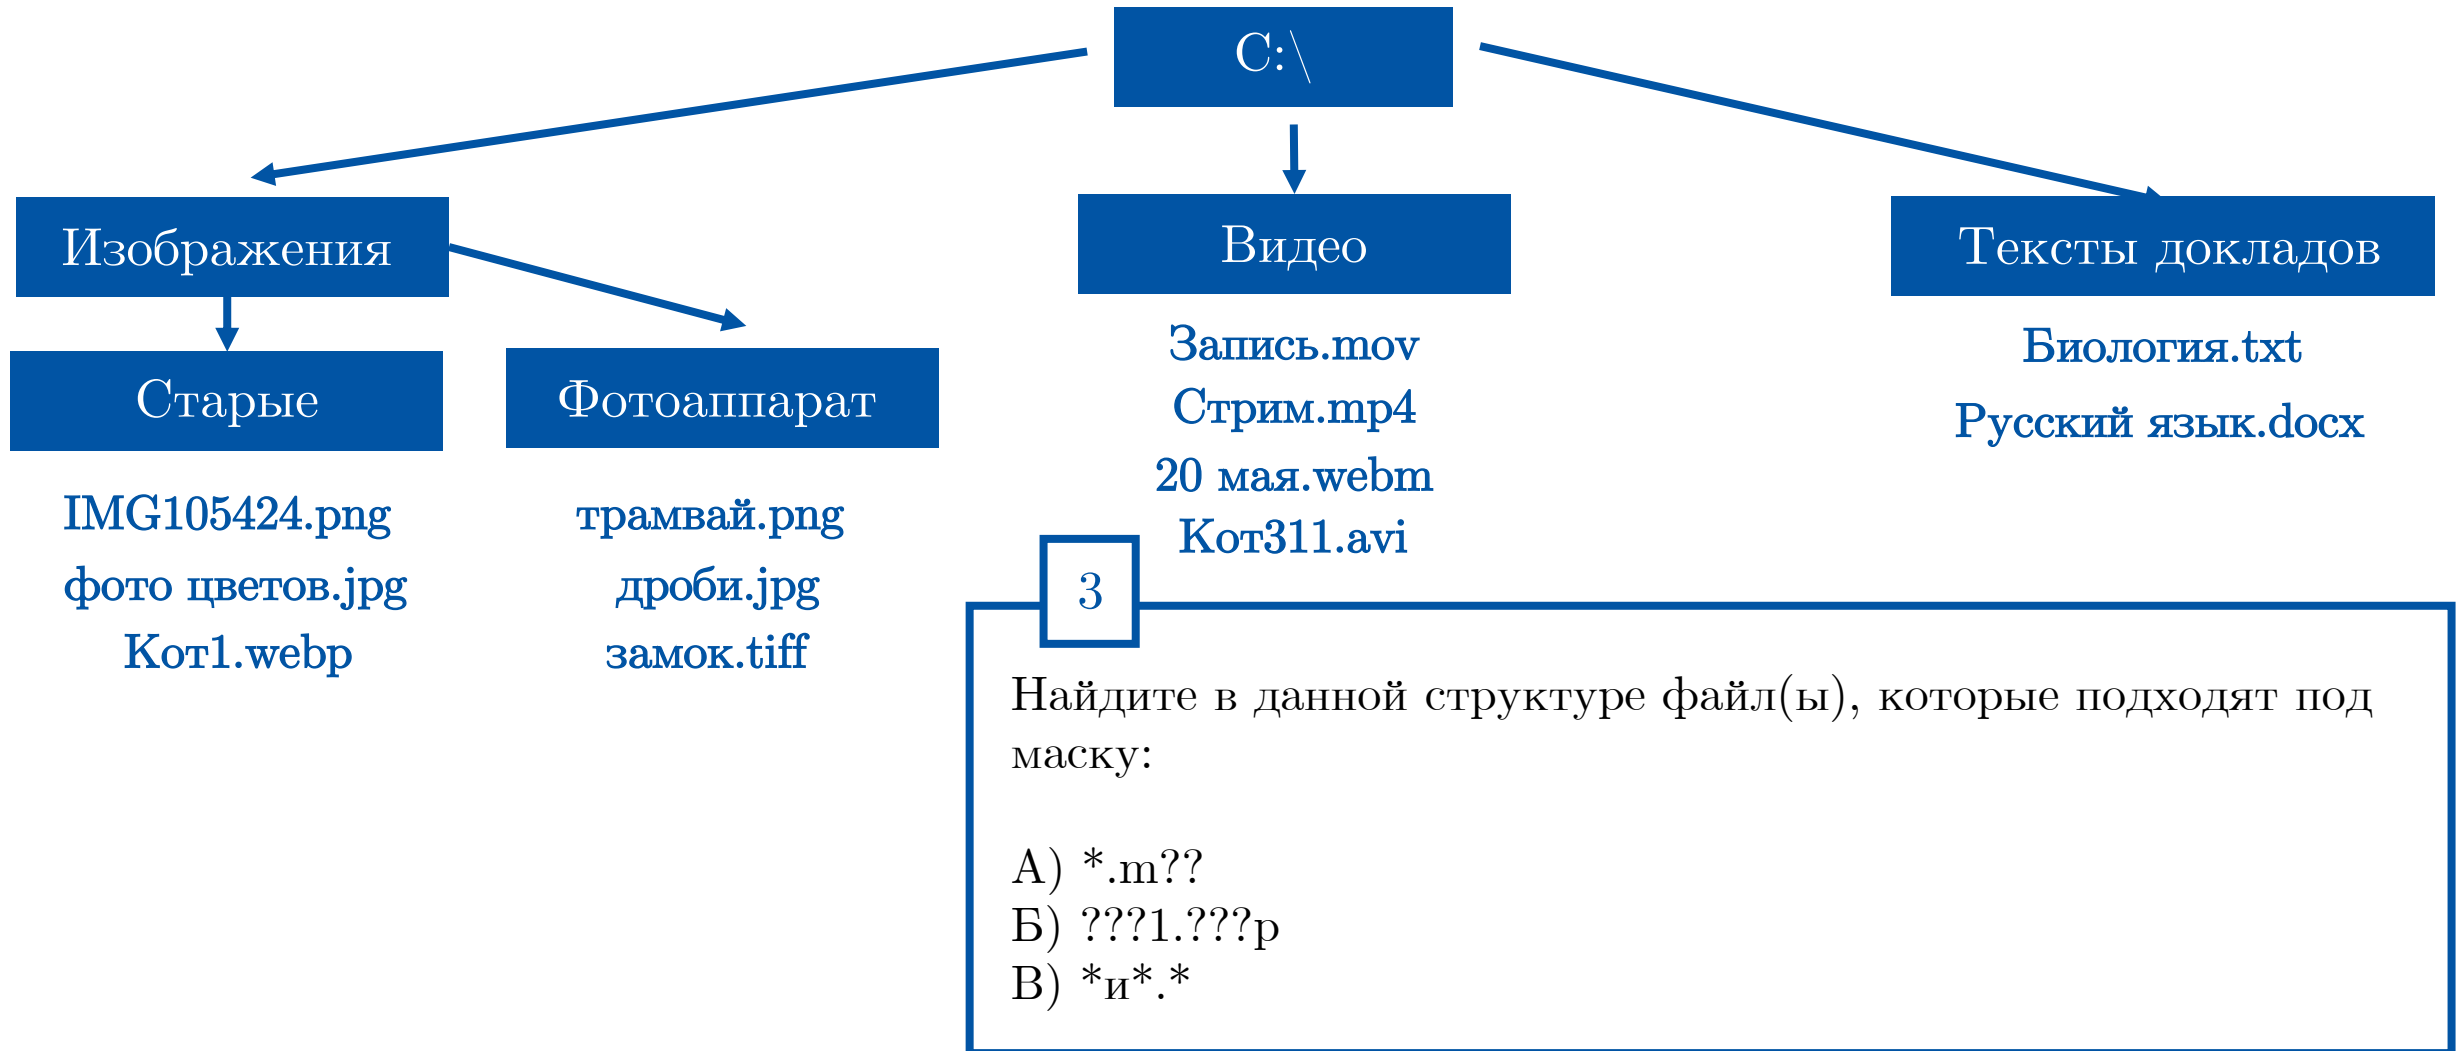 C:\
Изображения
Видео
Тексты докладов
Старые
Фотоаппарат
IMG105424.png
фото цветов.jpg
Кот1.webp
трамвай.png
дроби.jpg
замок.tiff
Запись.mov
Стрим.mp4
20 мая.webm
Кот311.avi
Биология.txt
Русский язык.docx
3
Найдите в данной структуре файл(ы), которые подходят под
маску:
А) *.m??
Б) ???1.???p
В) *и*.*